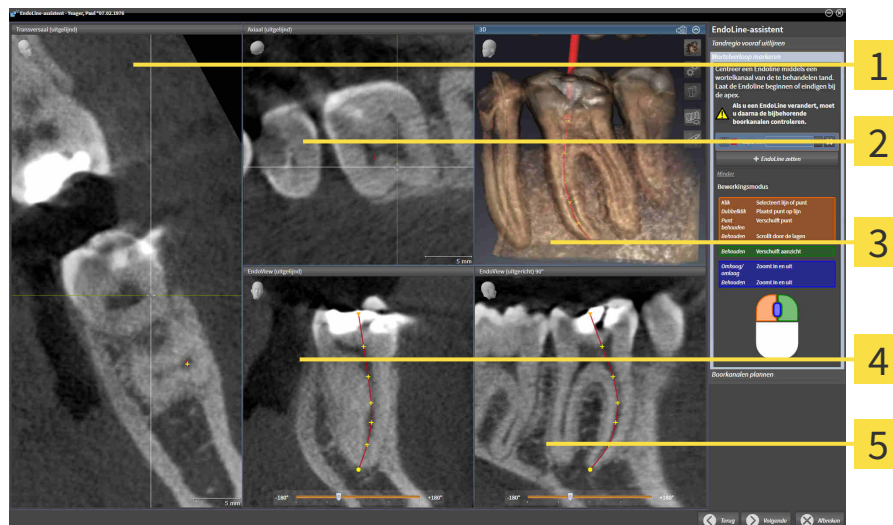 EndoLine-assistent - Yeager, Paul *07.02.1976
Transversaal (uitgelijnd)
Axiaal (uitgelijnd)
3D
EndoLine-assistent
Tandregio vooraf uitlijnen
Wortelverloop markeren
Centreer een Endoline middels een
wortelkanaal van de te behandelen tand.
Laat de Endoline beginnen of eindigen bij
de apex.
Als u een EndoLine verandert, moet
u daarna de bijbehorende
boorkanalen controleren.
+ EndoLine zetten
Minder
Bewerkingsmodus
Klik Selecteert lijn of punt
Dubbelklik Plaatst punt op lijn
Punt behouden Verschuift punt
Behouden Scrollt door de lagen
Behouden Verschuift aanzicht
Omhoog/ omlaag Zoomt in en uit
Behouden Zoomt in en uit
Boorkanalen plannen
5 mm
EndoView (uitgelijnd)
EndoView (uitgericht) 90°
5 mm
-180° +180°
-180° +180°
Terug Volgende Afbreken
1
2
3
4
5